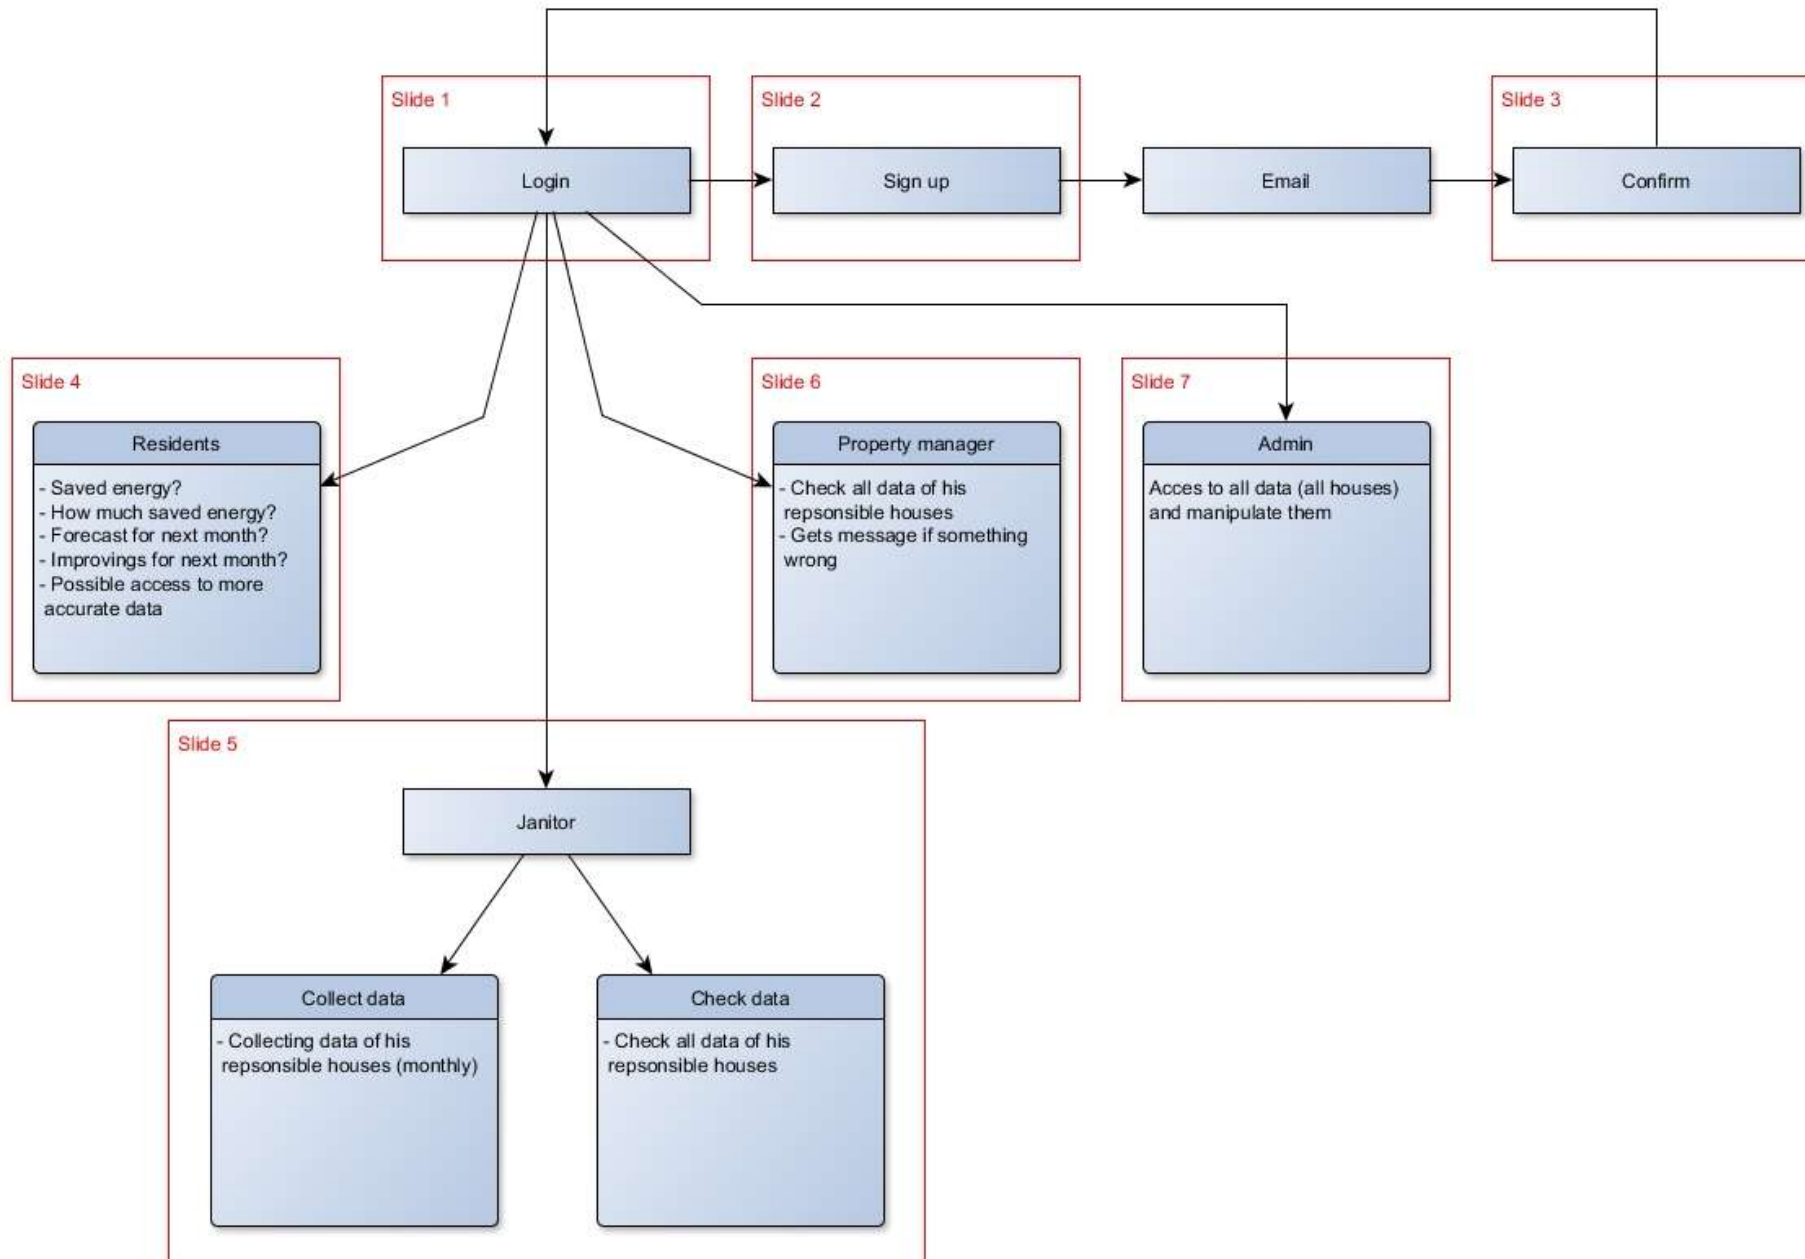 Slide 1
Slide 2
Slide 3
Login
Sign up
Email
Confirm
Slide 4
Residents
- Saved energy?
- How much saved energy?
- Forecast for next month?
- Improvings for next month?
- Possible access to more
accurate data
Slide 6
Property manager
- Check all data of his
repsonsible houses
- Gets message if something
wrong
Slide 7
Admin
Acces to all data (all houses)
and manipulate them
Slide 5
Janitor
Collect data
- Collecting data of his
repsonsible houses (monthly)
Check data
- Check all data of his
repsonsible houses